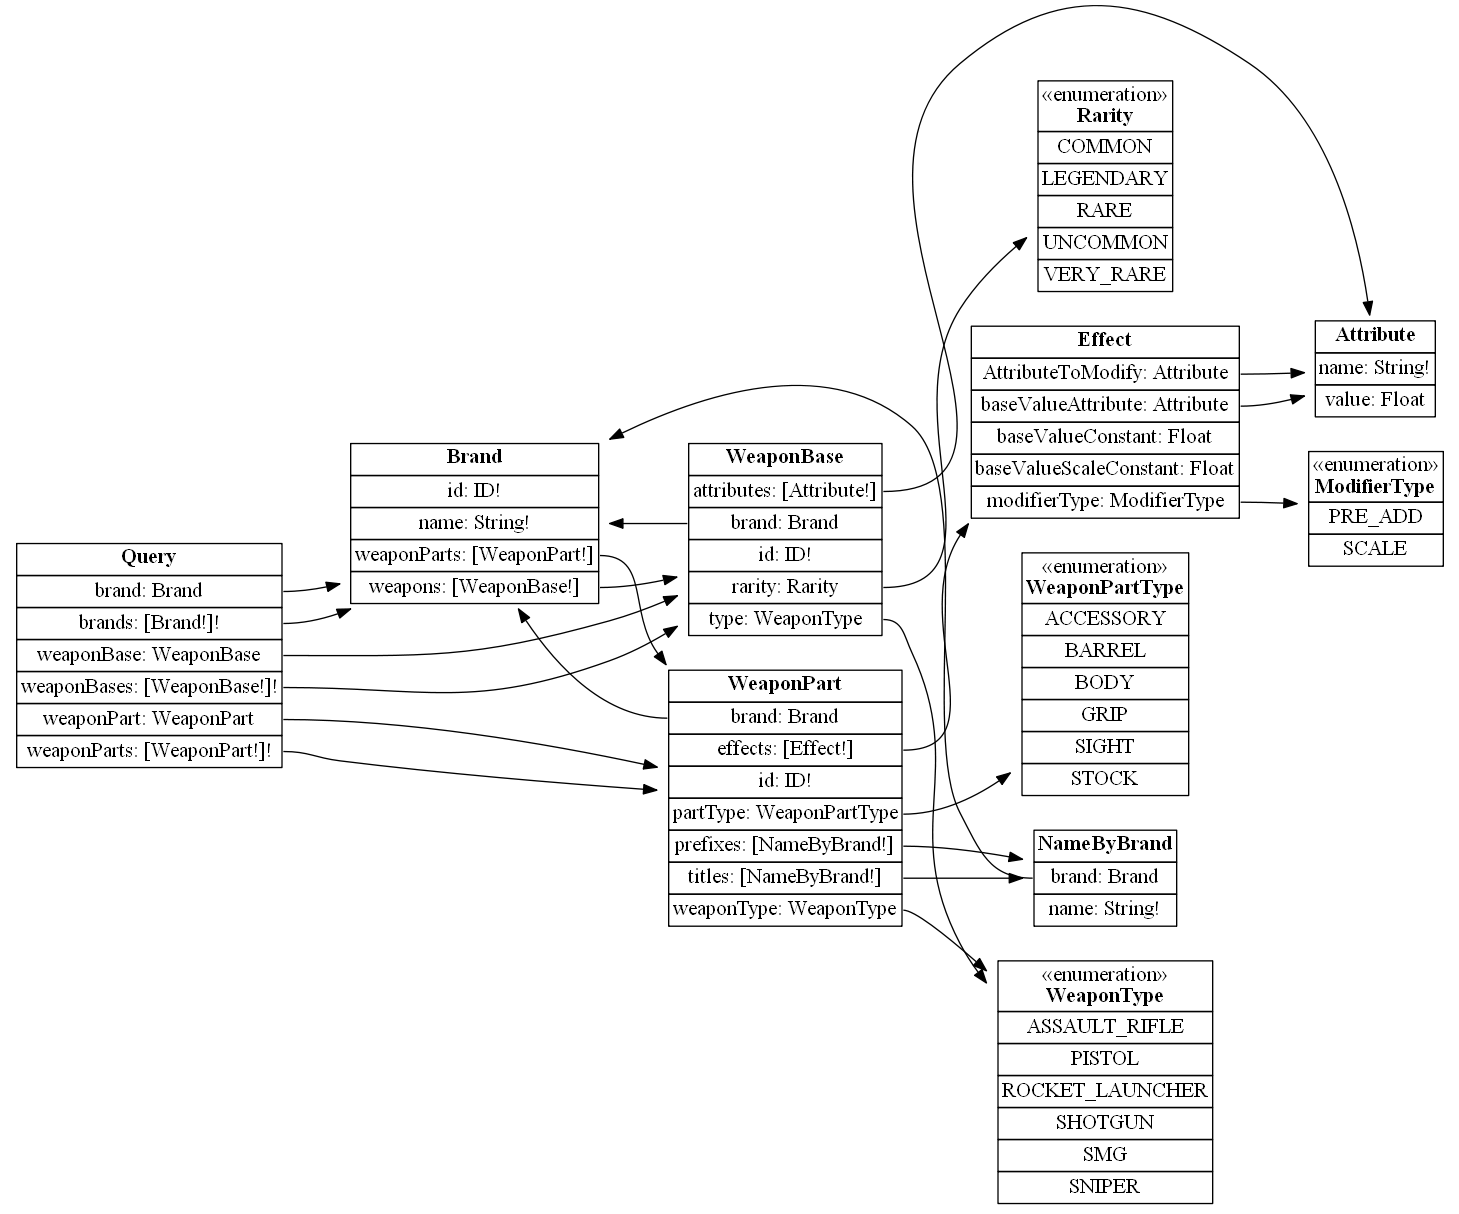 Query
brand: Brand
brands: [Brand!]!
weaponBase: WeaponBase
weaponBases: [WeaponBase!]!
weaponPart: WeaponPart
weaponParts: [WeaponPart!]!
Brand
id: ID!
name: String!
weaponParts: [WeaponPart!]
weapons: [WeaponBase!]
WeaponBase
attributes: [Attribute!]
brand: Brand
id: ID!
rarity: Rarity
type: WeaponType
WeaponPart
brand: Brand
effects: [Effect!]
id: ID!
partType: WeaponPartType
prefixes: [NameByBrand!]
titles: [NameByBrand!]
weaponType: WeaponType
«enumeration»
Rarity
COMMON
LEGENDARY
RARE
UNCOMMON
VERY_RARE
Effect
AttributeToModify: Attribute
baseValueAttribute: Attribute
baseValueConstant: Float
baseValueScaleConstant: Float
modifierType: ModifierType
«enumeration»
WeaponPartType
ACCESSORY
BARREL
BODY
GRIP
SIGHT
STOCK
NameByBrand
brand: Brand
name: String!
«enumeration»
WeaponType
ASSAULT_RIFLE
PISTOL
ROCKET_LAUNCHER
SHOTGUN
SMG
SNIPER
Attribute
name: String!
value: Float
«enumeration»
ModifierType
PRE_ADD
SCALE